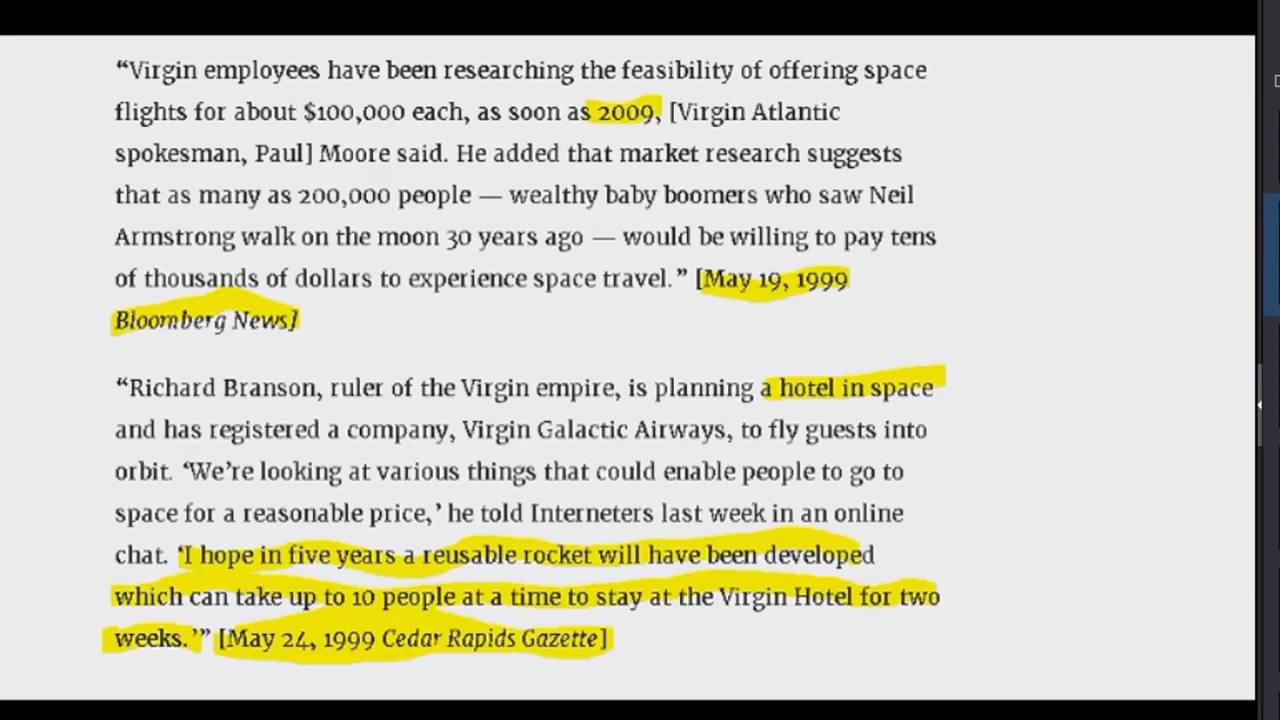 “Virgin employees have been researching the feasibility of offering space
flights for about $100,000 each, as soon as 2009, [Virgin Atlantic
spokesman, Paul] Moore said. He added that market research suggests
that as many as 200,000 people — wealthy baby boomers who saw Neil
Armstrong walk on the moon 30 years ago — would be willing to pay tens
of thousands of dollars to experience space travel.” [May 19, 1999
Bloomberg News]
“Richard Branson, ruler of the Virgin empire, is planning a hotel in space
and has registered a company, Virgin Galactic Airways, to fly guests into
orbit. ‘We’re looking at various things that could enable people to go to
space for a reasonable price,’ he told Interneters last week in an online
chat. ‘I hope in five years a reusable rocket will have been developed
which can take up to 10 people at a time to stay at the Virgin Hotel for two
weeks.’” [May 24, 1999 Cedar Rapids Gazette]